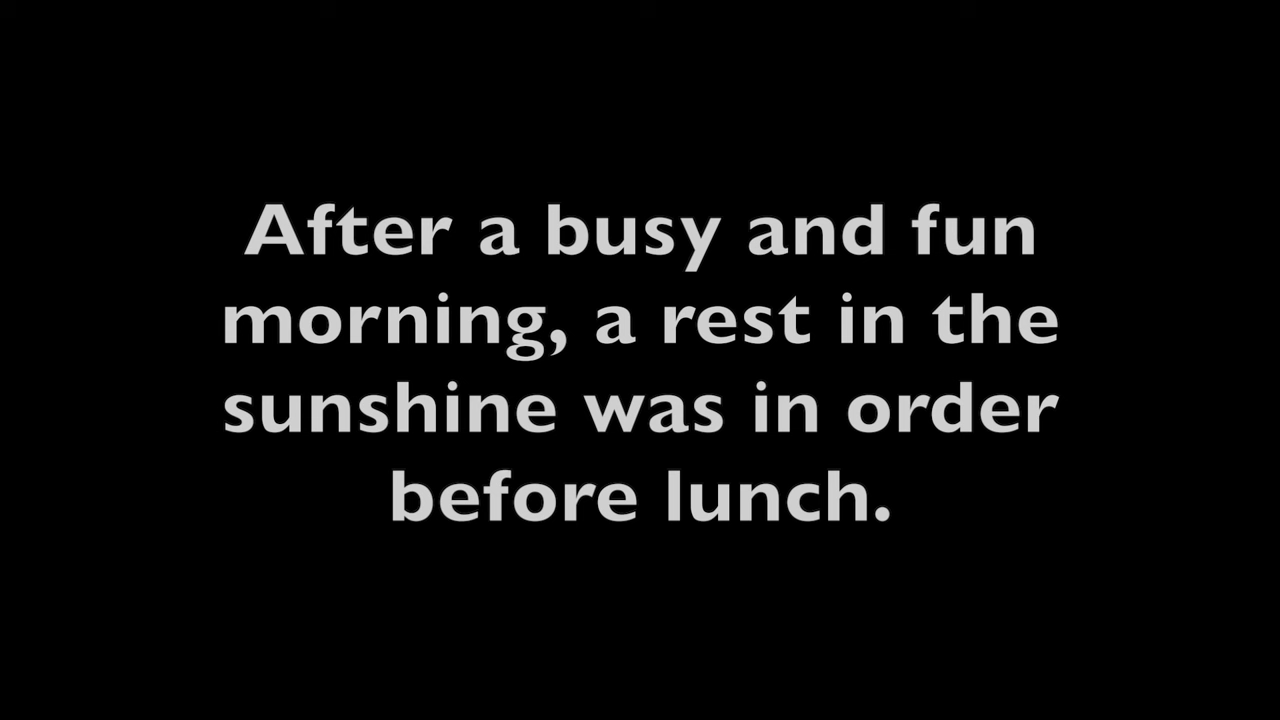 After a busy and fun
morning, a rest in the
sunshine was in order
before lunch.